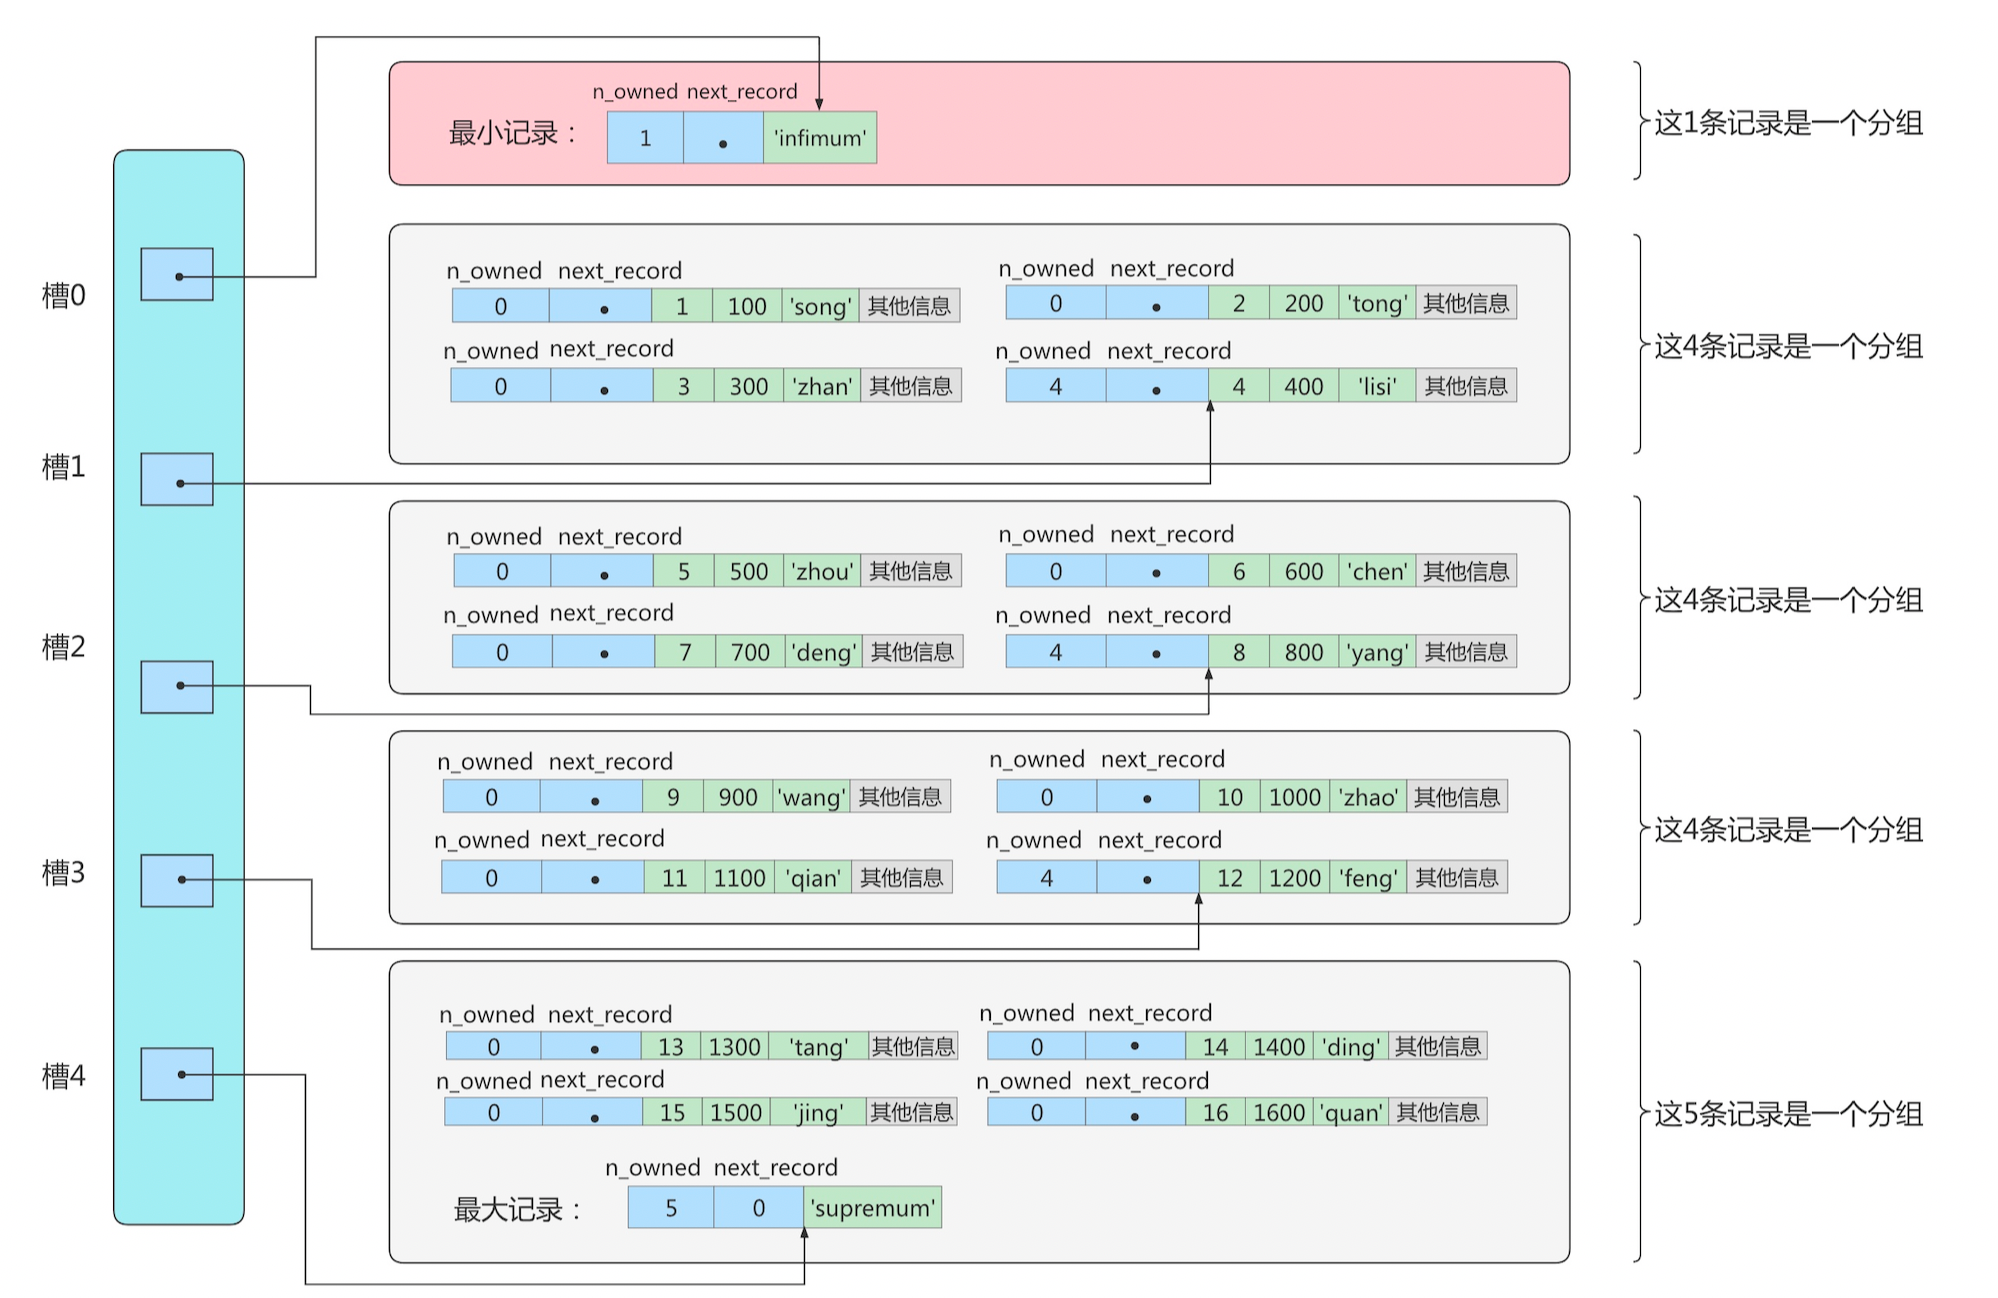 n_owned next_record
最小记录： 1 'infimum'
这1条记录是一个分组
槽0
n_owned next_record n_owned next_record
0 1 100 'song' 其他信息 0 2 200 'tong' 其他信息
n_owned next_record n_owned next_record
0 3 300 'zhan' 其他信息 4 4 400 'lisi' 其他信息
这4条记录是一个分组
槽1
n_owned next_record n_owned next_record
0 5 500 'zhou' 其他信息 0 6 600 'chen' 其他信息
n_owned next_record n_owned next_record
0 7 700 'deng' 其他信息 4 8 800 'yang' 其他信息
这4条记录是一个分组
槽2
n_owned next_record n_owned next_record
0 9 900 'wang' 其他信息 0 10 1000 'zhao' 其他信息
n_owned next_record n_owned next_record
0 11 1100 'qian' 其他信息 4 12 1200 'feng' 其他信息
这4条记录是一个分组
槽3
n_owned next_record n_owned next_record
0 13 1300 'tang' 其他信息 0 14 1400 'ding' 其他信息
n_owned next_record n_owned next_record
0 15 1500 'jing' 其他信息 0 16 1600 'quan' 其他信息
n_owned next_record
最大记录： 5 0 'supremum'
这5条记录是一个分组
槽4